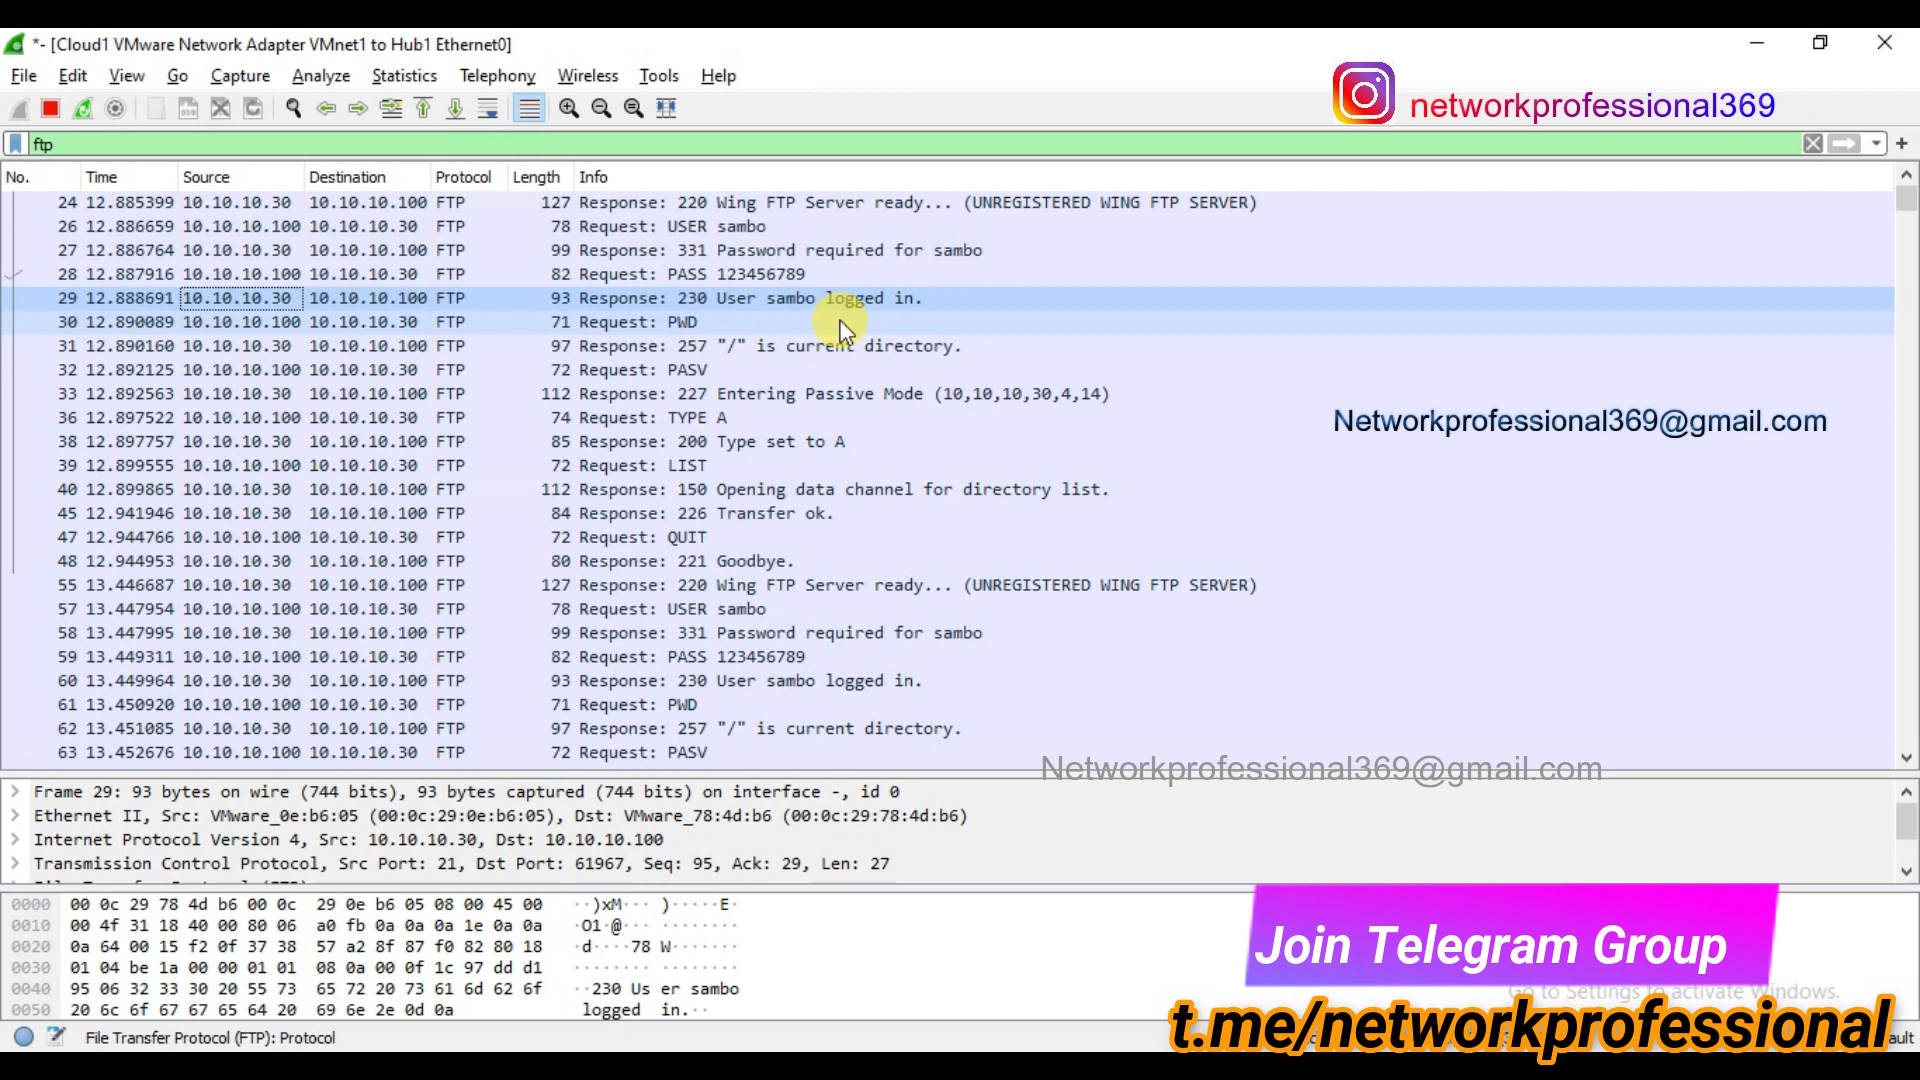 *- [Cloud1 VMware Network Adapter VMnet1 to Hub1 Ethernet0]
File Edit View Go Capture Analyze Statistics Telephony Wireless Tools Help
networkprofessional369
ftp
No. Time Source Destination Protocol Length Info
24 12.885399 10.10.10.30 10.10.10.100 FTP 127 Response: 220 Wing FTP Server ready... (UNREGISTERED WING FTP SERVER)
26 12.886659 10.10.10.100 10.10.10.30 FTP 78 Request: USER sambo
27 12.886764 10.10.10.30 10.10.10.100 FTP 99 Response: 331 Password required for sambo
28 12.887916 10.10.10.100 10.10.10.30 FTP 82 Request: PASS 123456789
29 12.888691 10.10.10.30 10.10.10.100 FTP 93 Response: 230 User sambo logged in.
30 12.890089 10.10.10.100 10.10.10.30 FTP 71 Request: PWD
31 12.890160 10.10.10.30 10.10.10.100 FTP 97 Response: 257 "/" is current directory.
32 12.892125 10.10.10.100 10.10.10.30 FTP 72 Request: PASV
33 12.892563 10.10.10.30 10.10.10.100 FTP 112 Response: 227 Entering Passive Mode (10,10,10,30,4,14)
36 12.897522 10.10.10.100 10.10.10.30 FTP 74 Request: TYPE A
Networkprofessional369@gmail.com
38 12.897757 10.10.10.30 10.10.10.100 FTP 85 Response: 200 Type set to A
39 12.899555 10.10.10.100 10.10.10.30 FTP 72 Request: LIST
40 12.899865 10.10.10.30 10.10.10.100 FTP 112 Response: 150 Opening data channel for directory list.
45 12.941946 10.10.10.30 10.10.10.100 FTP 84 Response: 226 Transfer ok.
47 12.944766 10.10.10.100 10.10.10.30 FTP 72 Request: QUIT
48 12.944953 10.10.10.30 10.10.10.100 FTP 80 Response: 221 Goodbye.
55 13.446687 10.10.10.30 10.10.10.100 FTP 127 Response: 220 Wing FTP Server ready... (UNREGISTERED WING FTP SERVER)
57 13.447954 10.10.10.100 10.10.10.30 FTP 78 Request: USER sambo
58 13.447995 10.10.10.30 10.10.10.100 FTP 99 Response: 331 Password required for sambo
59 13.449311 10.10.10.100 10.10.10.30 FTP 82 Request: PASS 123456789
60 13.449964 10.10.10.30 10.10.10.100 FTP 93 Response: 230 User sambo logged in.
61 13.450920 10.10.10.100 10.10.10.30 FTP 71 Request: PWD
62 13.451085 10.10.10.30 10.10.10.100 FTP 97 Response: 257 "/" is current directory.
63 13.452676 10.10.10.100 10.10.10.30 FTP 72 Request: PASV
Networkprofessional369@gmail.com
Frame 29: 93 bytes on wire (744 bits), 93 bytes captured (744 bits) on interface -, id 0
Ethernet II, Src: VMware_0e:b6:05 (00:0c:29:0e:b6:05), Dst: VMware_78:4d:b6 (00:0c:29:78:4d:b6)
Internet Protocol Version 4, Src: 10.10.10.30, Dst: 10.10.10.100
Transmission Control Protocol, Src Port: 21, Dst Port: 61967, Seq: 95, Ack: 29, Len: 27
0000 00 0c 29 78 4d b6 00 0c 29 0e b6 05 08 00 45 00 ··)xM··· )·····E·
0010 00 4f 31 18 40 00 80 06 a0 fb 0a 0a 0a 1e 0a 0a ·O1·@··· ········
0020 0a 64 00 15 f2 0f 37 38 57 a2 8f 87 f0 82 80 18 ·d····78 W·······
0030 01 04 be 1a 00 00 01 01 08 0a 00 0f 1c 97 dd d1 ········ ········
0040 95 06 32 33 30 20 55 73 65 72 20 73 61 6d 62 6f ··230 Us er sambo
0050 20 6c 6f 67 67 65 64 20 69 6e 2e 0d 0a logged in.··
Join Telegram Group
Go to Settings to activate Windows.
t.me/networkprofessional
File Transfer Protocol (FTP): Protocol